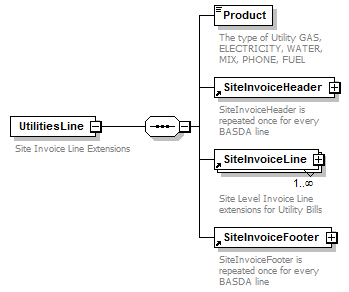 Product
The type of Utility GAS,
ELECTRICITY, WATER,
MIX, PHONE, FUEL
SiteInvoiceHeader
SiteInvoiceHeader is
repeated once for every
BASDA line
UtilitiesLine
Site Invoice Line Extensions
SiteInvoiceLine
1..∞
Site Level Invoice Line
extensions for Utility Bills
SiteInvoiceFooter
SiteInvoiceFooter is
repeated once for every
BASDA line